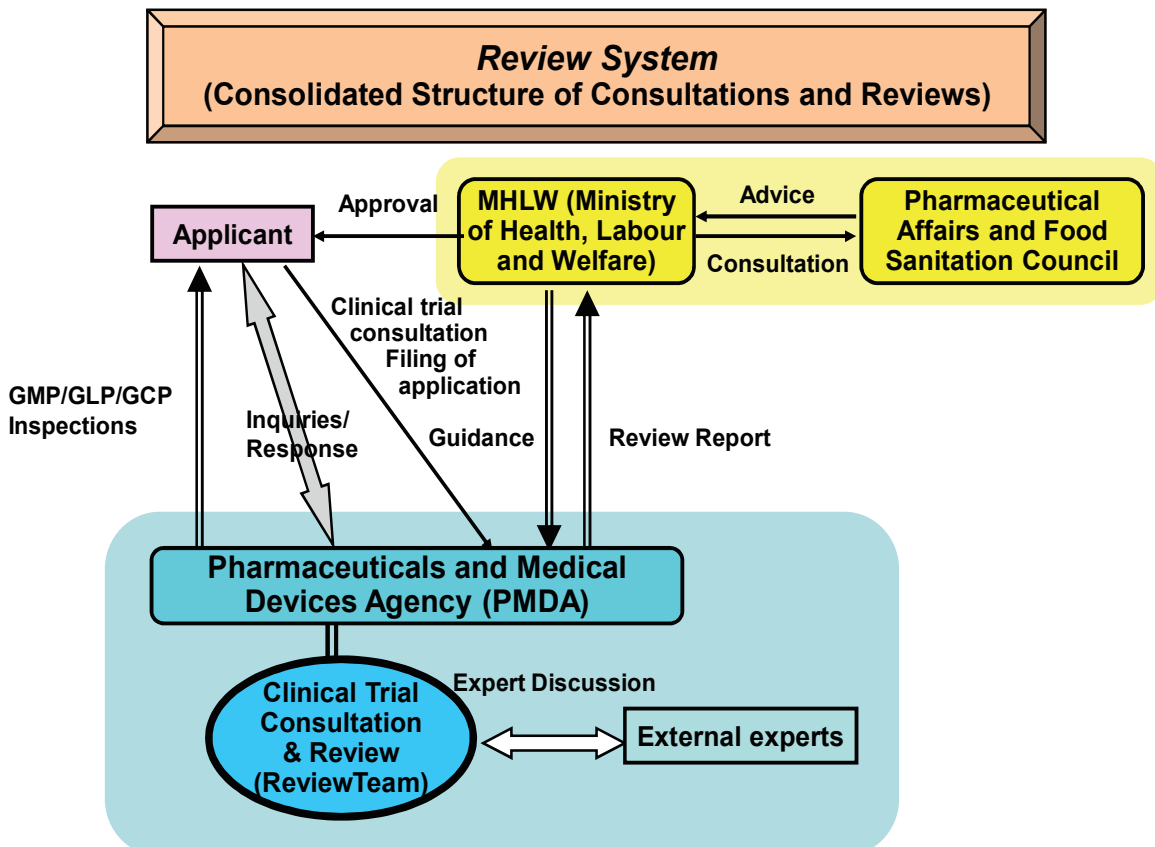 Review System
(Consolidated Structure of Consultations and Reviews)
Applicant
Approval
MHLW (Ministry
of Health, Labour
and Welfare)
Advice
Consultation
Pharmaceutical
Affairs and Food
Sanitation Council
Clinical trial
consultation
Filing of
application
GMP/GLP/GCP
Inspections
Inquiries/
Response
Guidance
Review Report
Pharmaceuticals and Medical
Devices Agency (PMDA)
Clinical Trial
Consultation
& Review
(ReviewTeam)
Expert Discussion
External experts